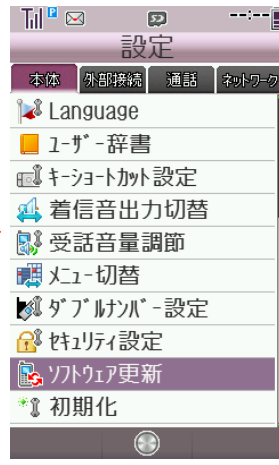 --:--
設定
本体 外部接続 通話 ﾈｯﾄﾜｰｸ
Language
ﾕｰｻﾞｰ辞書
ｷｰｼｮｰﾄｶｯﾄ設定
着信音出力切替
受話音量調節
ﾒﾆｭｰ切替
ﾀﾞﾌﾞﾙﾅﾝﾊﾞｰ設定
ｾｷｭﾘﾃｨ設定
ｿﾌﾄｳｪｱ更新
初期化